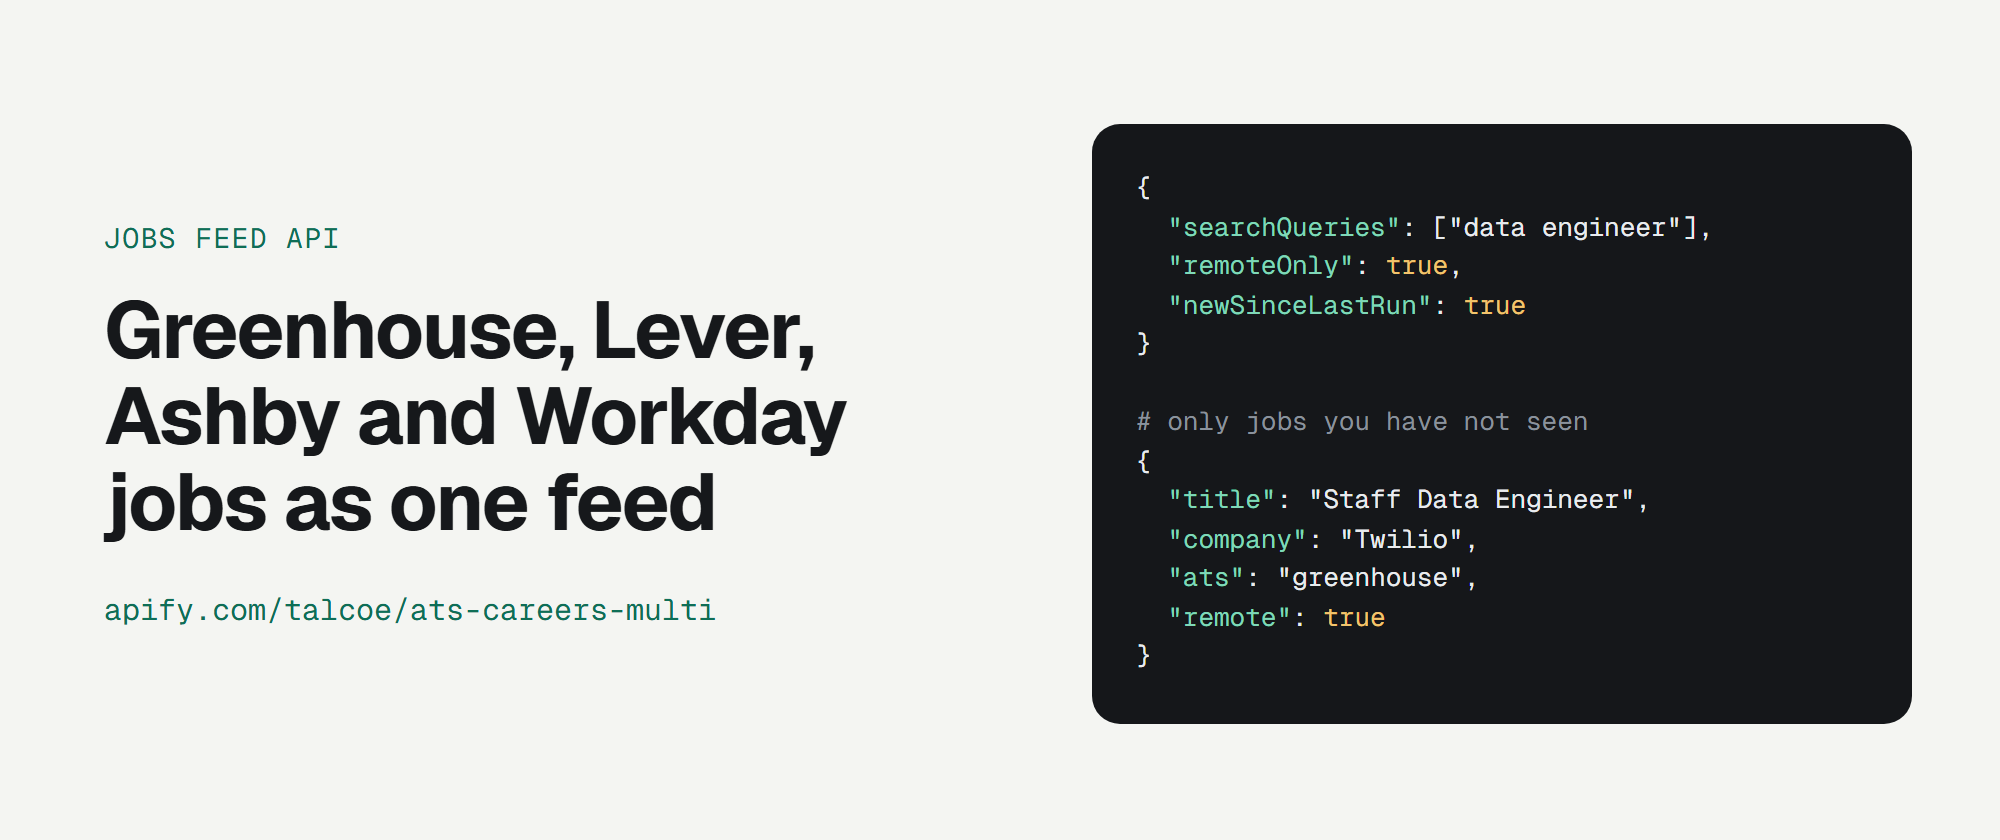 JOBS FEED API
Greenhouse, Lever,
Ashby and Workday
jobs as one feed
apify.com/talcoe/ats-careers-multi
{
  "searchQueries": ["data engineer"],
  "remoteOnly": true,
  "newSinceLastRun": true
}
# only jobs you have not seen
{
  "title": "Staff Data Engineer",
  "company": "Twilio",
  "ats": "greenhouse",
  "remote": true
}